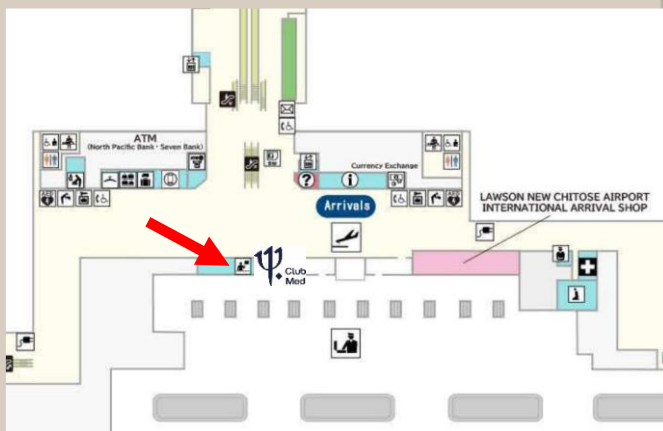 ATM
(North Pacific Bank · Seven Bank)
Currency Exchange
Arrivals
LAWSON NEW CHITOSE AIRPORT
INTERNATIONAL ARRIVAL SHOP
Club
Med